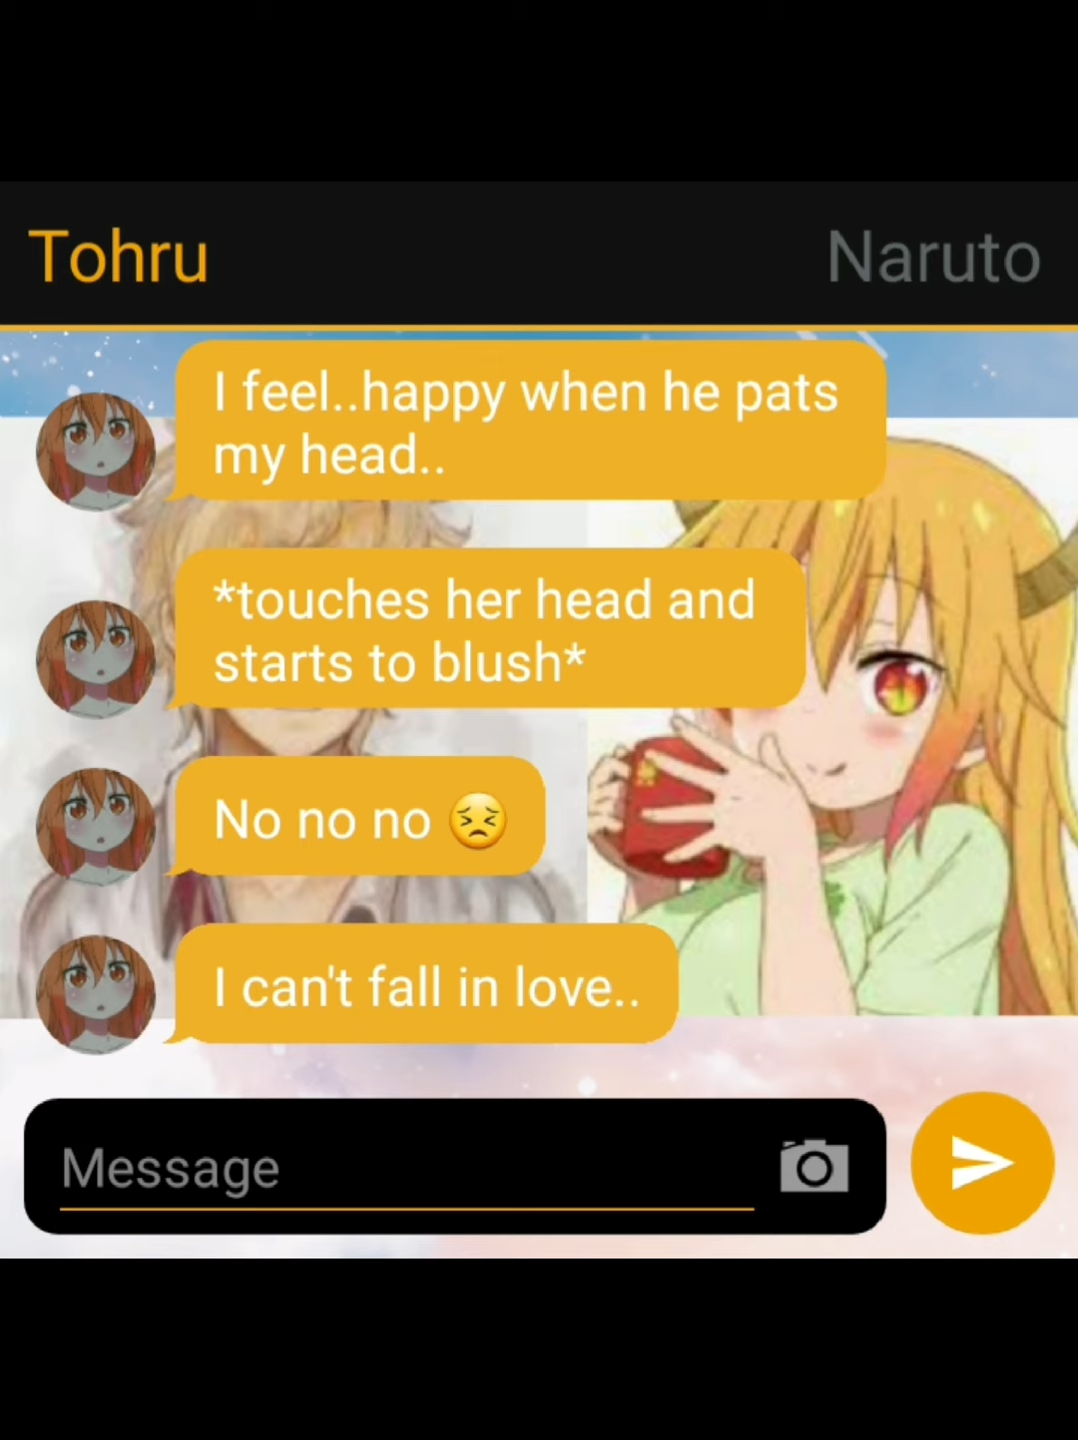 Tohru
Naruto
I feel..happy when he pats
my head..
*touches her head and
starts to blush*
No no no 😣
I can't fall in love..
Message